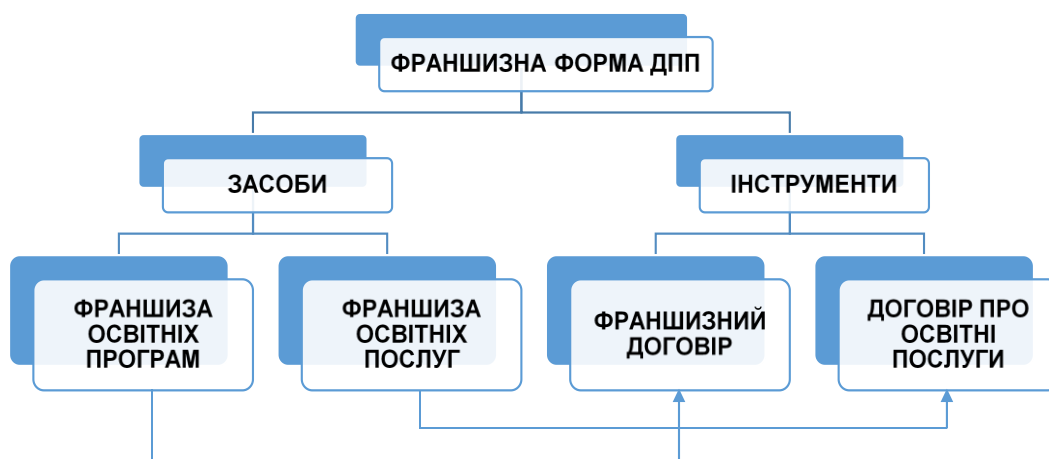 ФРАНШИЗНА ФОРМА ДПП
ЗАСОБИ
ІНСТРУМЕНТИ
ФРАНШИЗА
ОСВІТНІХ
ПРОГРАМ
ФРАНШИЗА
ОСВІТНІХ
ПОСЛУГ
ФРАНШИЗНИЙ
ДОГОВІР
ДОГОВІР ПРО
ОСВІТНІ
ПОСЛУГИ